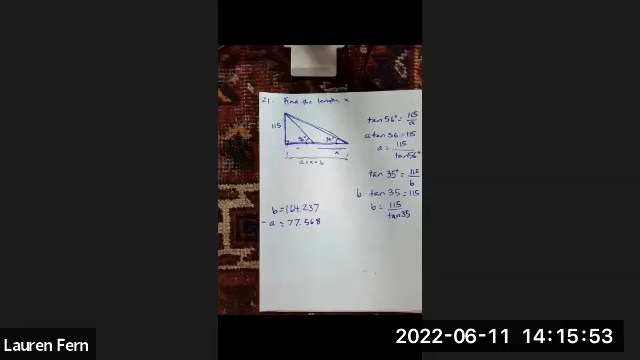 21. Find the length x
115
56°
35°
a
x
a + x = b
tan 56° = 115/a
a tan 56 = 115
a = 115/tan 56°
tan 35° = 115/b
b tan 35 = 115
b = 115/tan 35
b = 164.237
- a = 77.568
Lauren Fern
2022-06-11 14:15:53